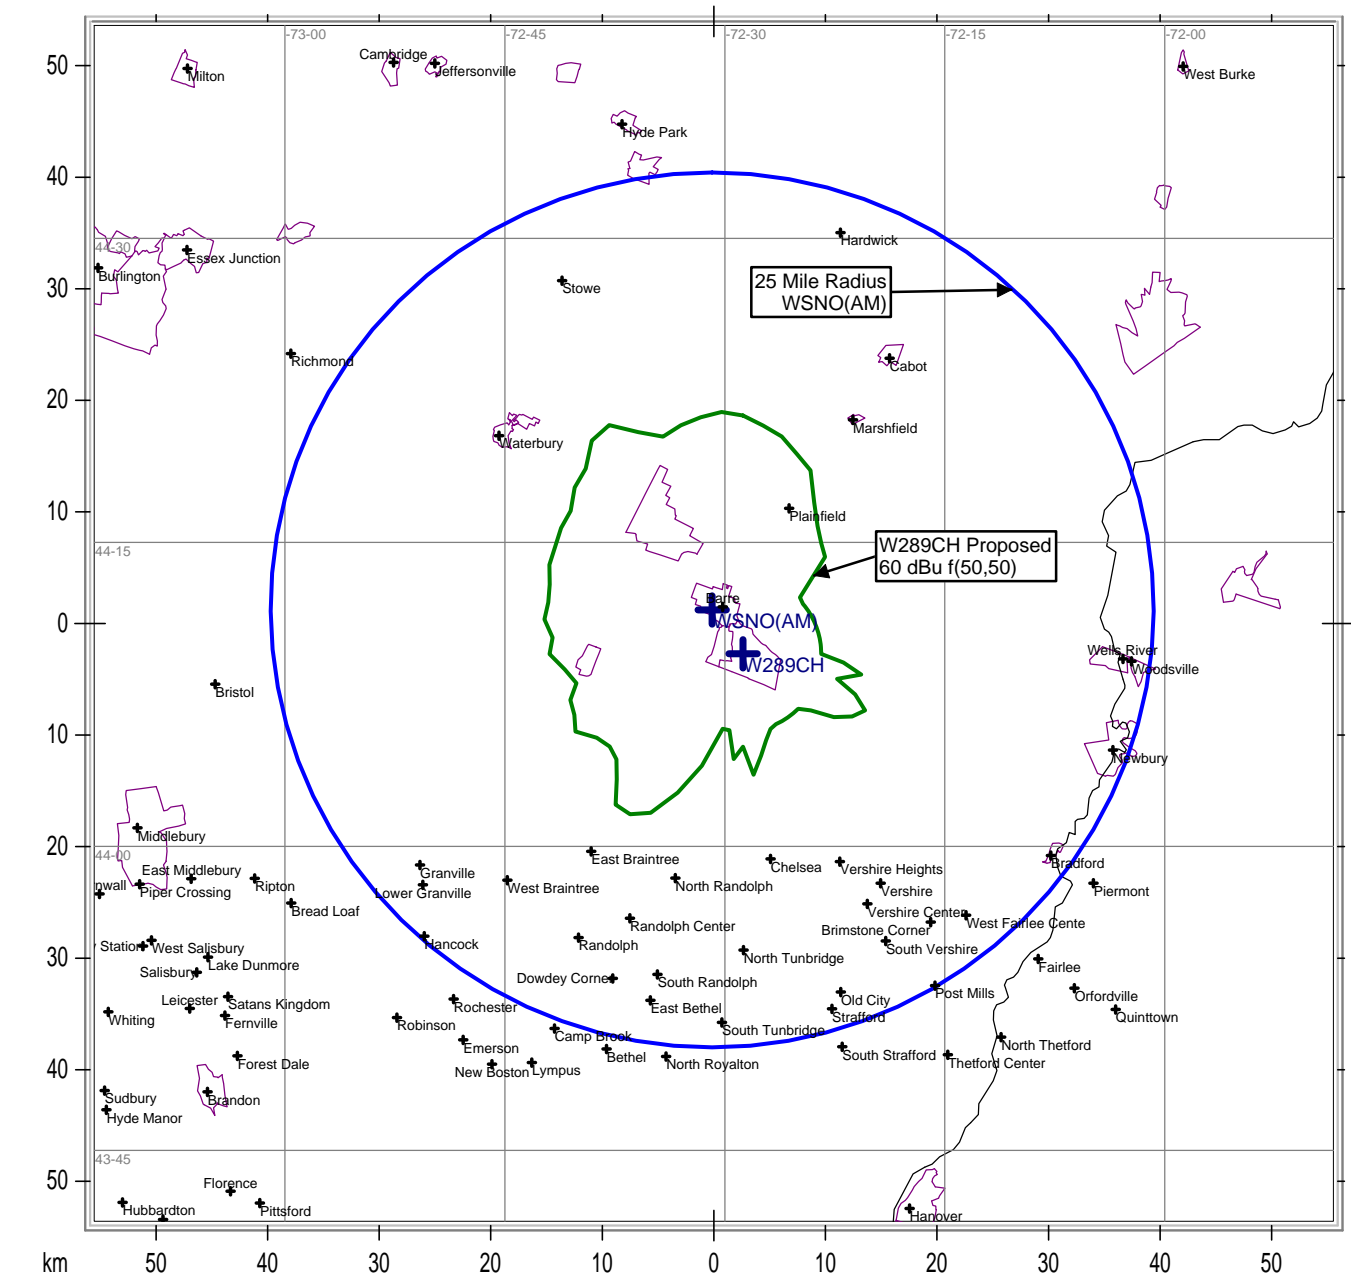 -73-00
-72-45
-72-30
-72-15
-72-00
50
Cambridge
Jeffersonville
Milton
West Burke
Hyde Park
40
44-30
Hardwick
Essex Junction
Burlington
30
Stowe
25 Mile Radius
WSNO(AM)
Richmond
Cabot
20
Marshfield
Waterbury
10
Plainfield
44-15
W289CH Proposed
60 dBu f(50,50)
Barre
0
WSNO(AM)
Wells River
Woodsville
W289CH
Bristol
10
Newbury
Middlebury
20
44-00
East Braintree
Bradford
Chelsea
Vershire Heights
East Middlebury
Granville
nwall
Piper Crossing
Ripton
Lower Granville
West Braintree
North Randolph
Vershire
Piermont
Bread Loaf
Vershire Center
Randolph Center
Brimstone Corner
West Fairlee Cente
Station
West Salisbury
Hancock
Randolph
South Vershire
30
Lake Dunmore
North Tunbridge
Fairlee
Salisbury
Dowdey Corner
South Randolph
Post Mills
Orfordville
Leicester
Satans Kingdom
Rochester
East Bethel
Old City
Whiting
Fernville
Strafford
Quinttown
Robinson
Camp Brook
South Tunbridge
North Thetford
Emerson
Bethel
South Strafford
Forest Dale
New Boston
Lympus
North Royalton
Thetford Center
40
Sudbury
Brandon
Hyde Manor
43-45
50
Florence
Hubbardton
Pittsford
Hanover
km
50
40
30
20
10
0
10
20
30
40
50